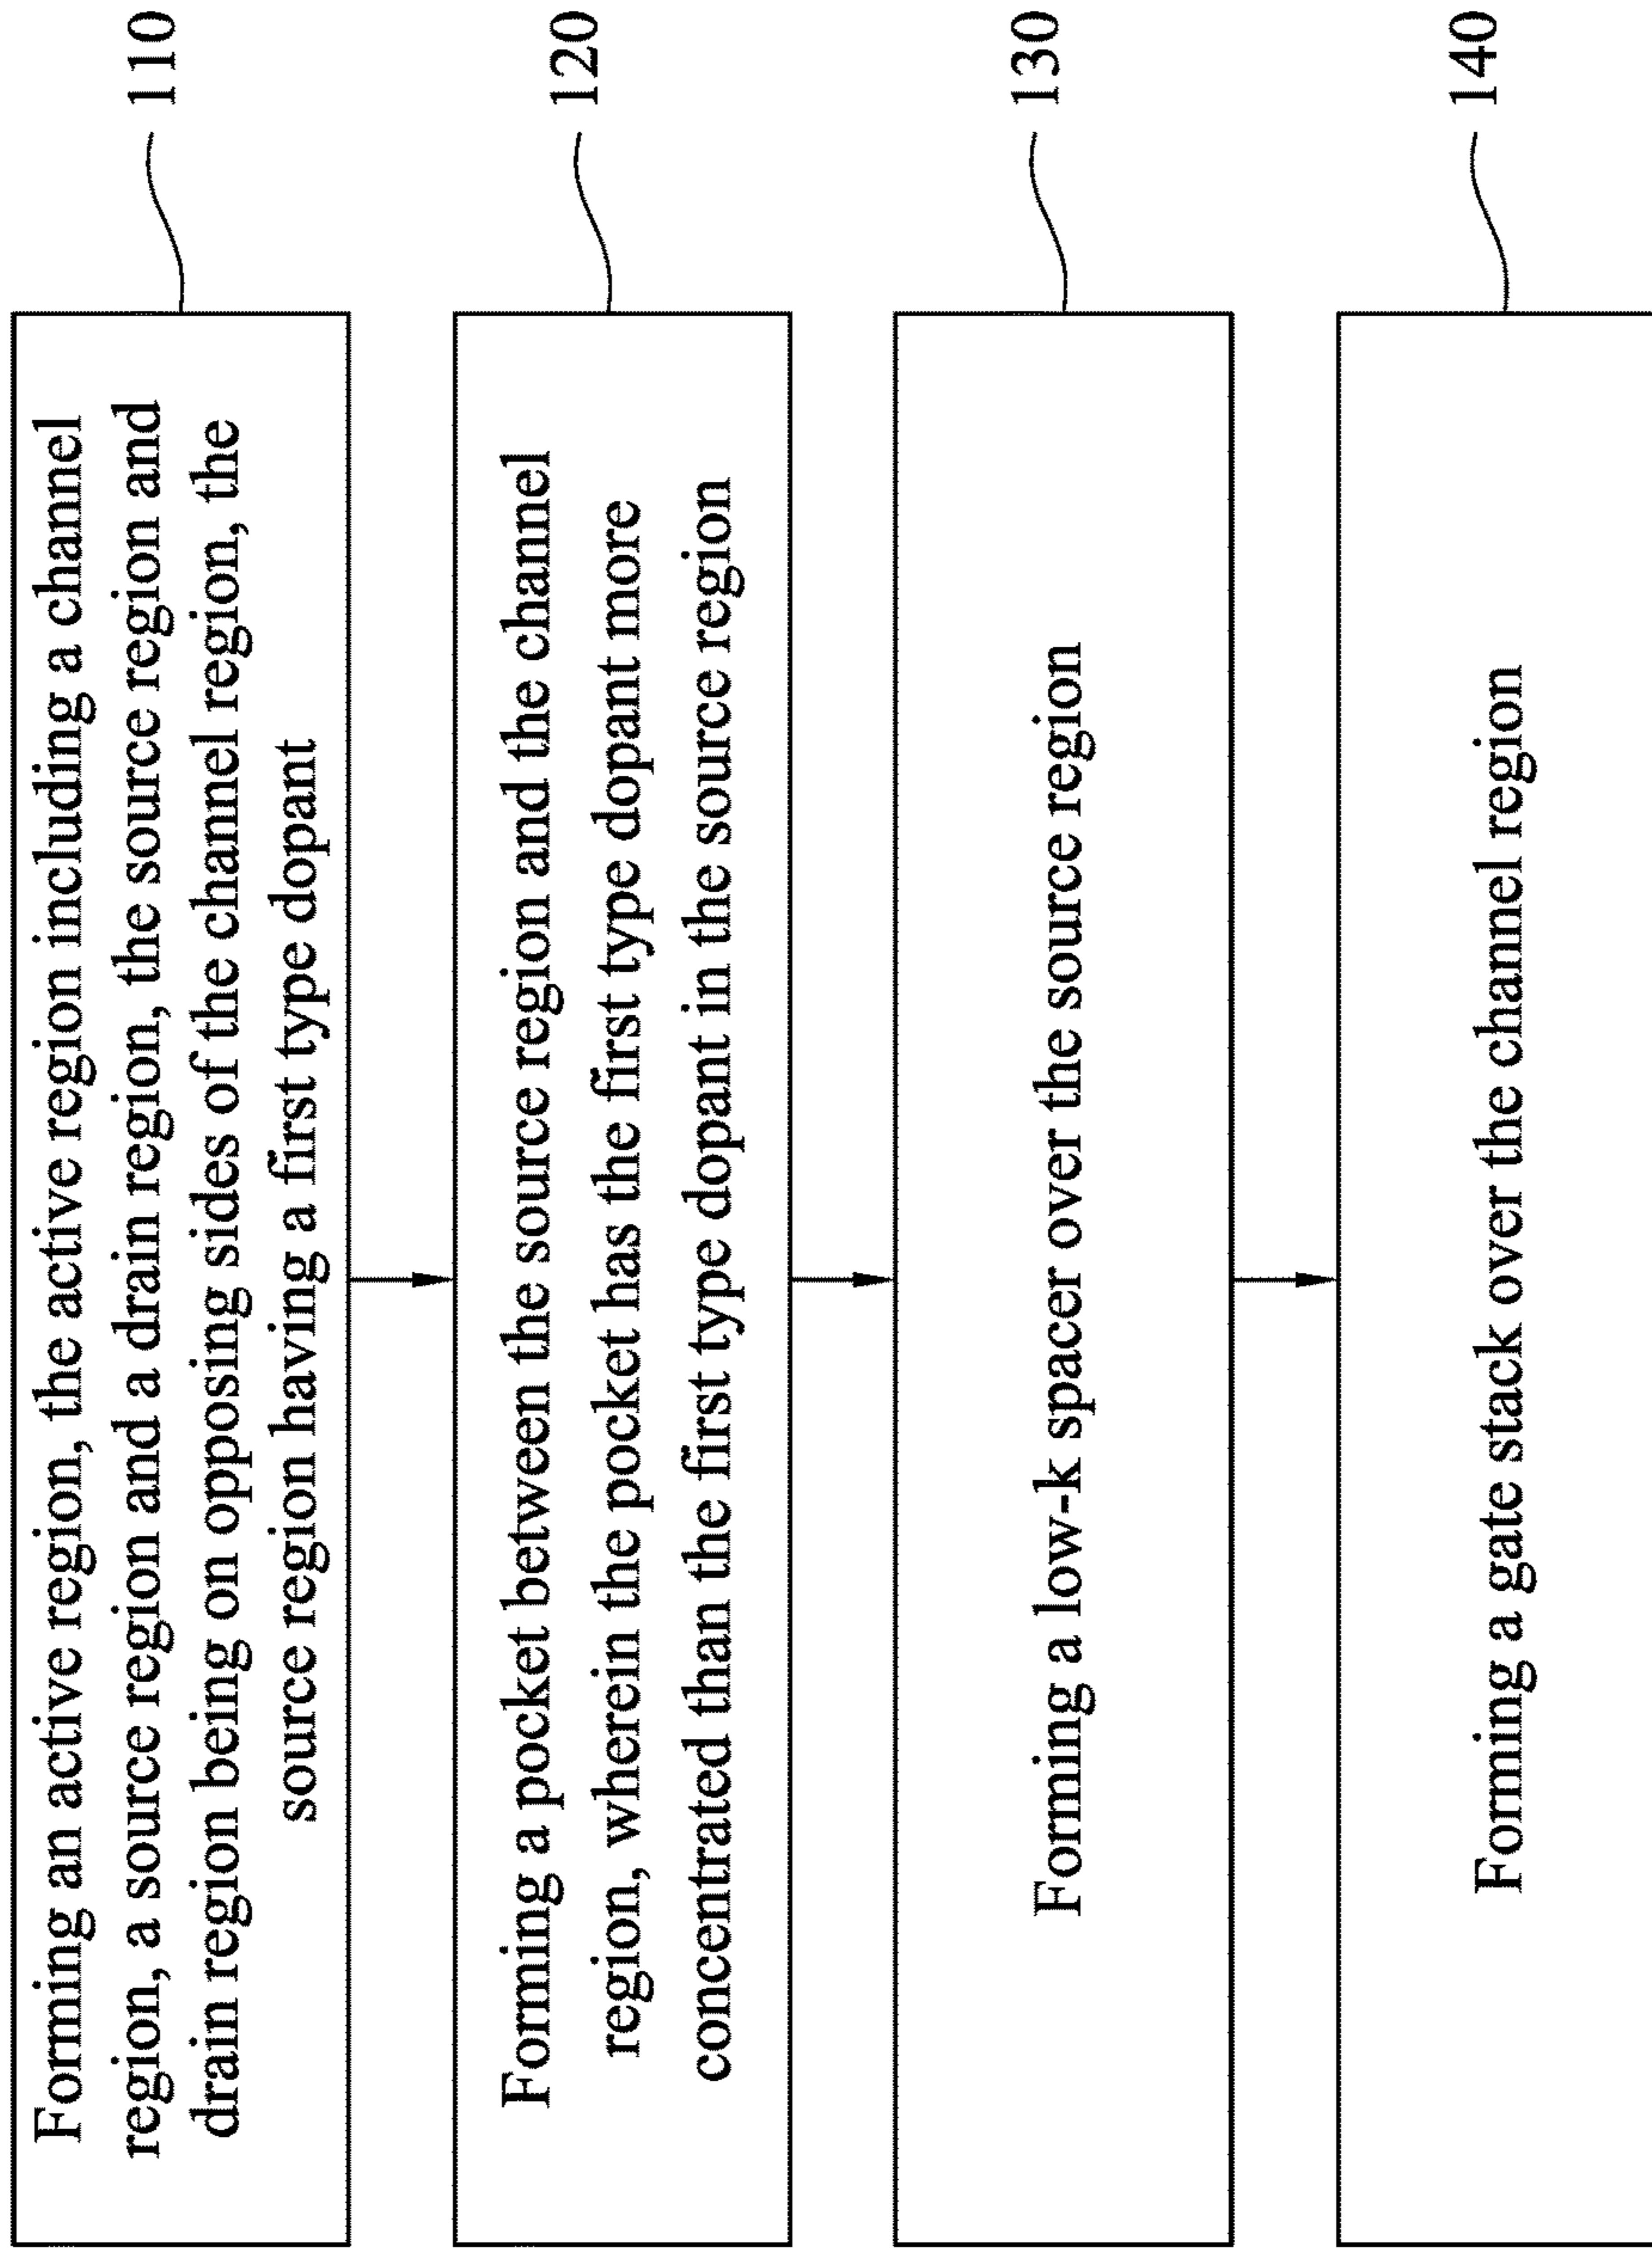 Forming an active region, the active region including a channel
region, a source region and a drain region, the source region and
drain region being on opposing sides of the channel region, the
source region having a first type dopant
110
Forming a pocket between the source region and the channel
region, wherein the pocket has the first type dopant more
concentrated than the first type dopant in the source region
120
Forming a low-k spacer over the source region
130
Forming a gate stack over the channel region
140